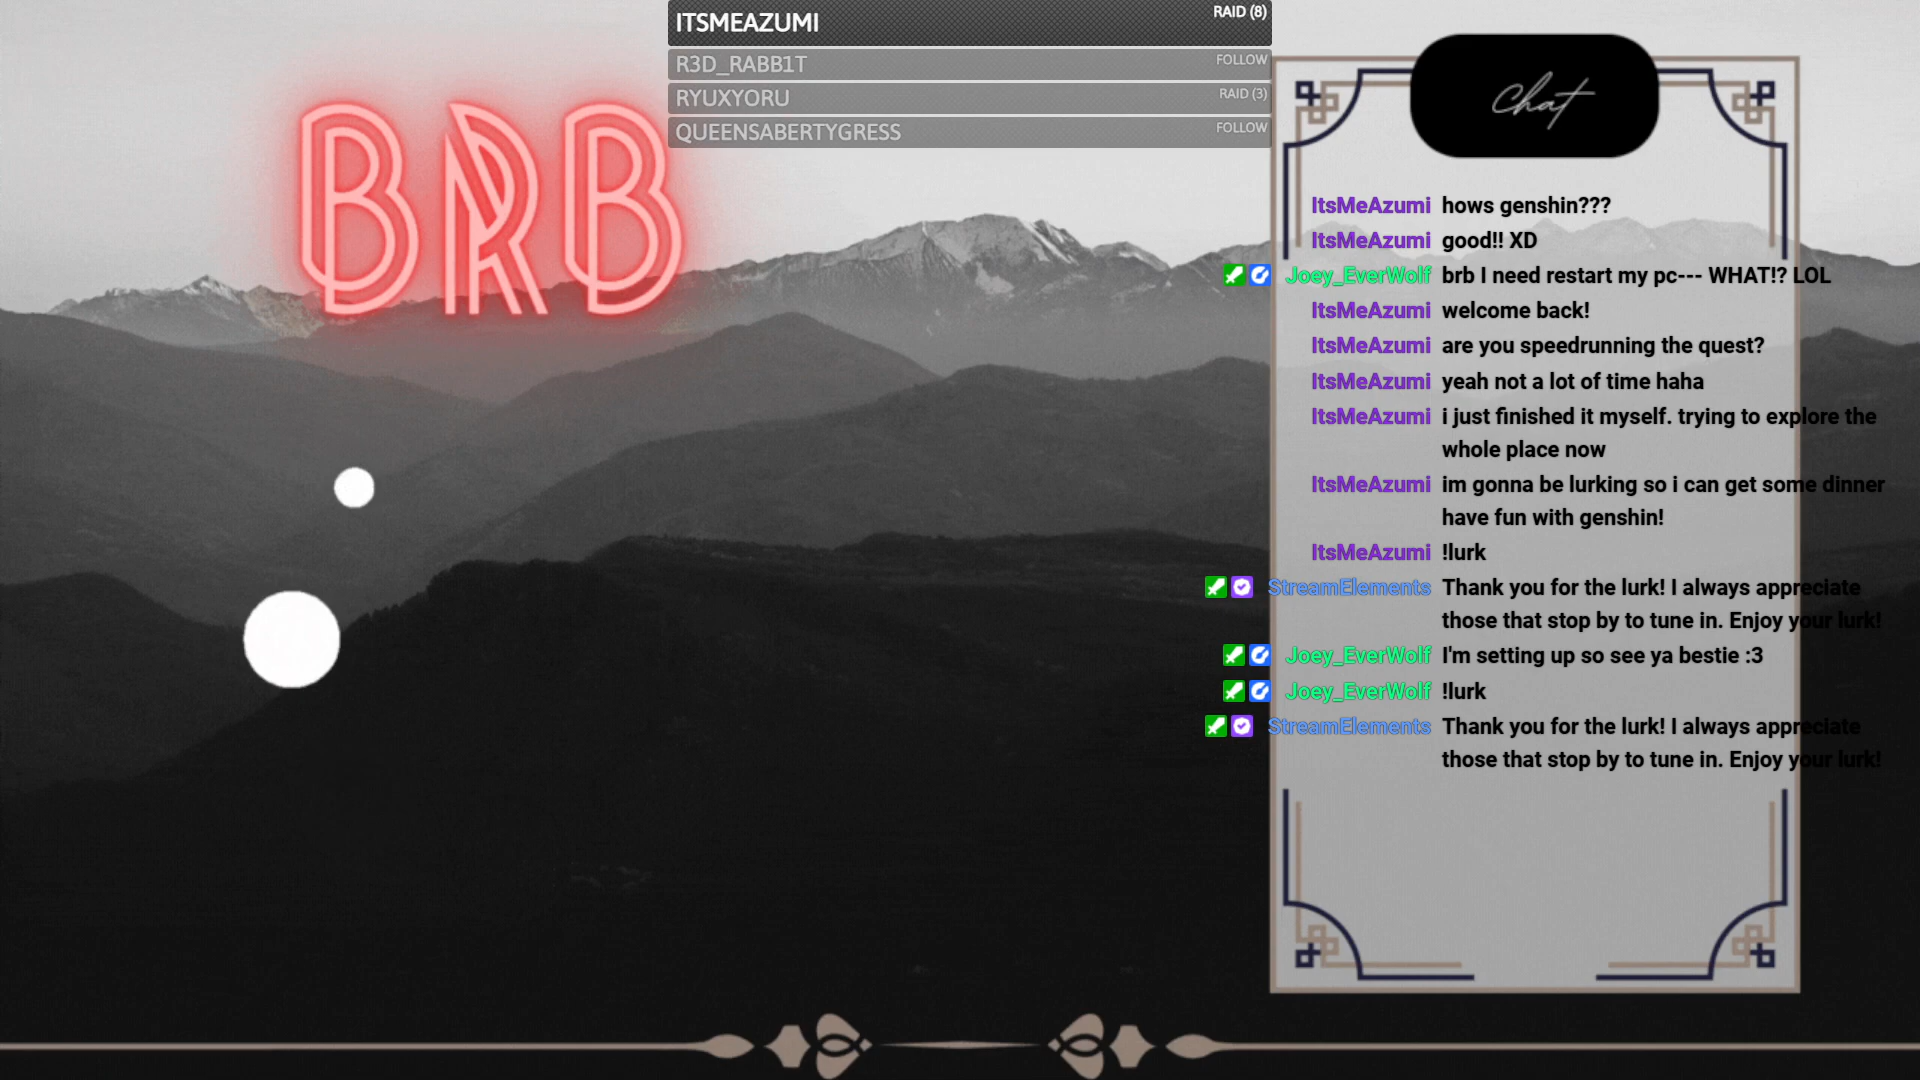 ITSMEAZUMI RAID (8)
R3D_RABB1T FOLLOW
RYUXYORU RAID (3)
QUEENSABERTYGRESS FOLLOW
BRB
Chat
ItsMeAzumi hows genshin???
ItsMeAzumi good!! XD
Joey_EverWolf brb I need restart my pc--- WHAT!? LOL
ItsMeAzumi welcome back!
ItsMeAzumi are you speedrunning the quest?
ItsMeAzumi yeah not a lot of time haha
ItsMeAzumi i just finished it myself. trying to explore the
whole place now
ItsMeAzumi im gonna be lurking so i can get some dinner
have fun with genshin!
ItsMeAzumi !lurk
StreamElements Thank you for the lurk! I always appreciate
those that stop by to tune in. Enjoy your lurk!
Joey_EverWolf I'm setting up so see ya bestie :3
Joey_EverWolf !lurk
StreamElements Thank you for the lurk! I always appreciate
those that stop by to tune in. Enjoy your lurk!